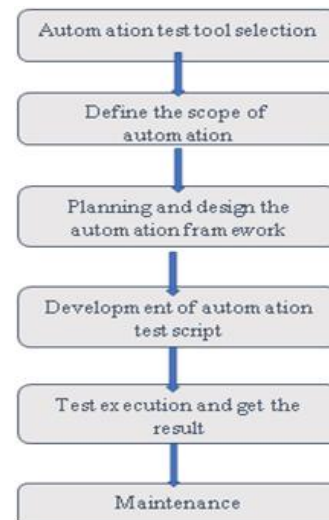 Automation test tool selection
Define the scope of
automation
Planning and design the
automation framework
Development of automation
test script
Test execution and get the
result
Maintenance